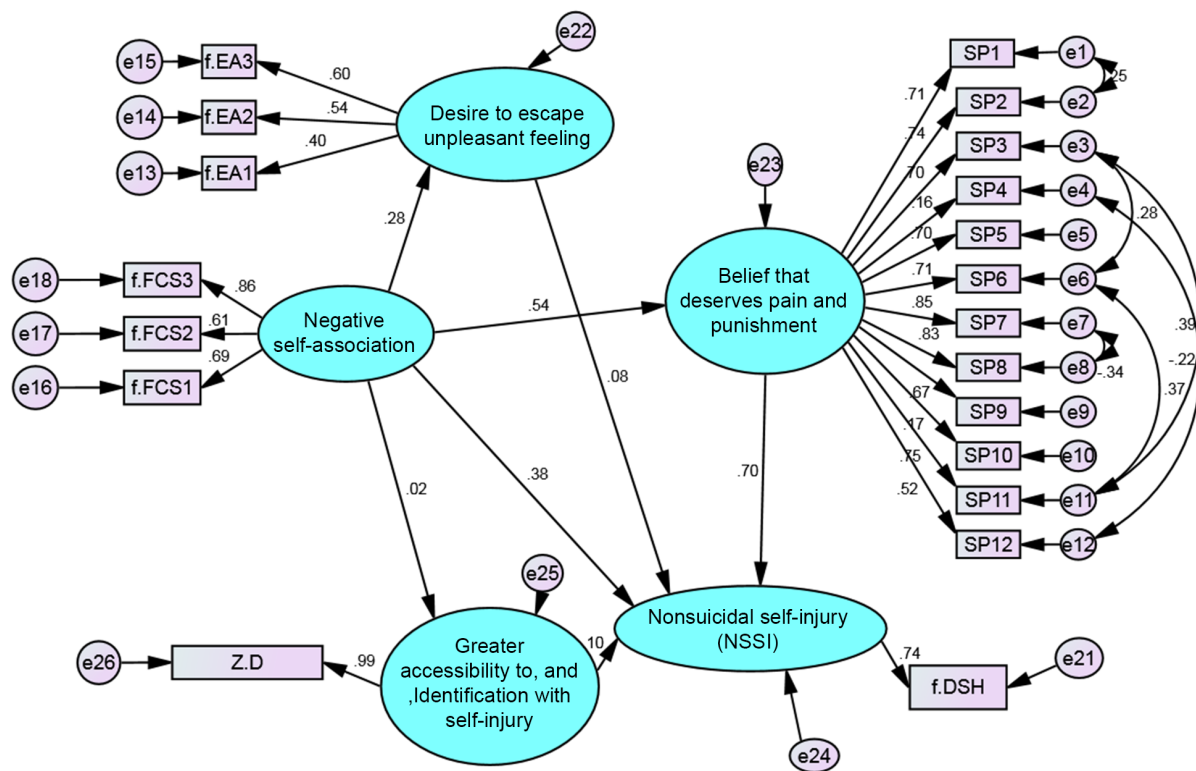 e22
e15
f.EA3
.60
e14
f.EA2
.54
e13
f.EA1
.40
Desire to escape
unpleasant feeling
.28
e18
f.FCS3
.86
e17
f.FCS2
.61
e16
f.FCS1
.69
Negative
self-association
.54
.08
.38
.02
e23
Belief that
deserves pain and
punishment
.70
SP1
e1
.25
.71
SP2
e2
.74
SP3
e3
.70
SP4
e4
.16
SP5
e5
.70
SP6
e6
.71
.28
SP7
e7
.85
SP8
e8
.83
-.34
SP9
e9
.67
SP10
e10
.17
SP11
e11
.75
SP12
e12
.52
.39
-.22
.37
e25
Greater
accessibility to, and
,Identification with
self-injury
10
e26
Z.D
.99
Nonsuicidal self-injury
(NSSI)
.74
f.DSH
e21
e24